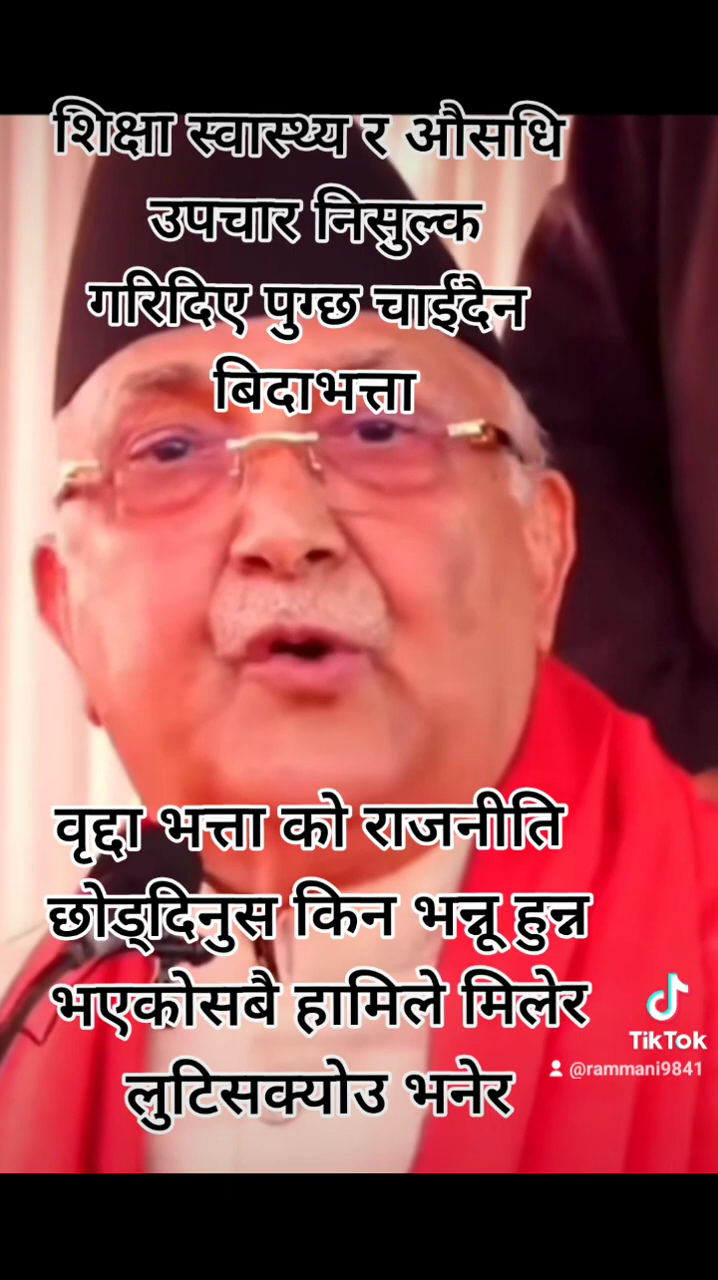 शिक्षा स्वास्थ्य र औसधि
उपचार निसुल्क
गरिदिए पुग्छ चाईंदैन
बिदाभत्ता
वृद्दा भत्ता को राजनीति
छोड्दिनुस किन भन्नू हुन्न
भएकोसबै हामिले मिलेर
लुटिसक्योउ भनेर
TikTok
@rammani9841